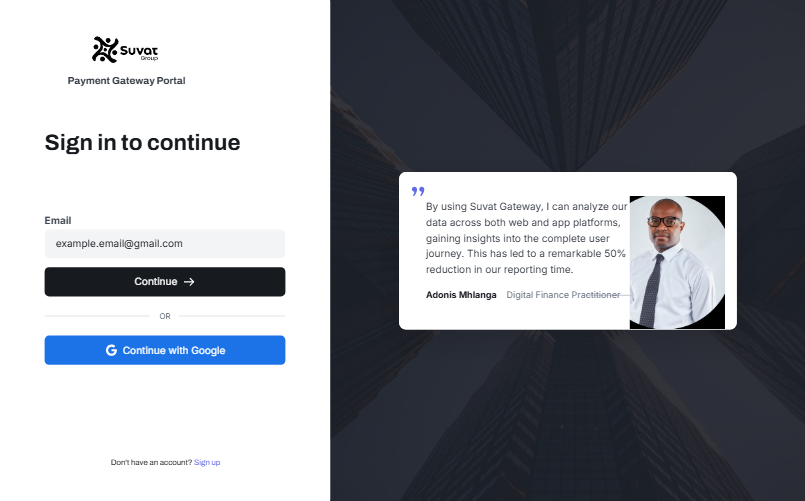 Suvat
Group
Payment Gateway Portal
Sign in to continue
Email
example.email@gmail.com
Continue →
OR
G Continue with Google
Don't have an account? Sign up
”
By using Suvat Gateway, I can analyze our
data across both web and app platforms,
gaining insights into the complete user
journey. This has led to a remarkable 50%
reduction in our reporting time.
Adonis Mhlanga Digital Finance Practitioner